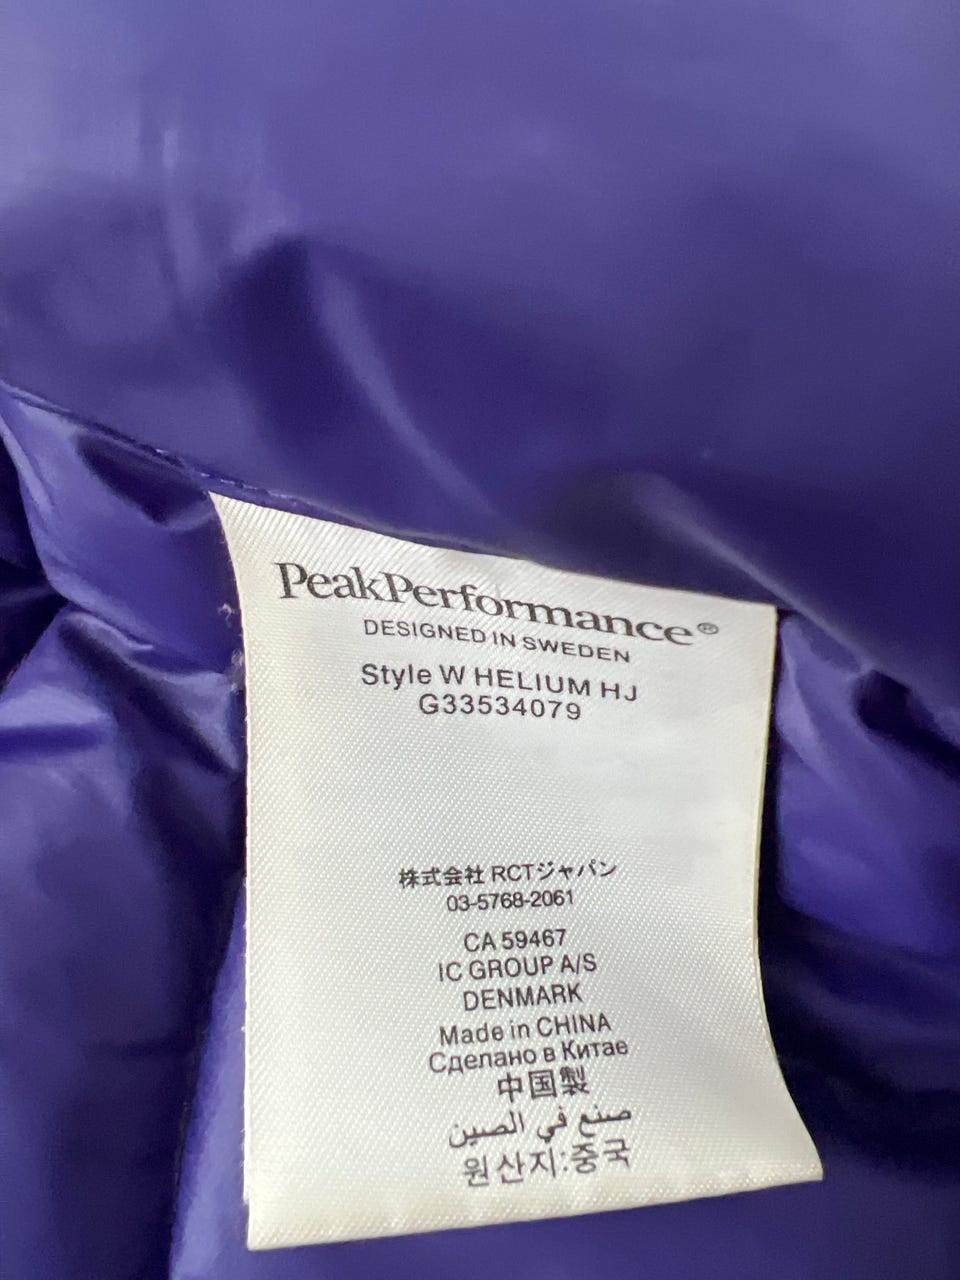 PeakPerformance®
DESIGNED IN SWEDEN
Style W HELIUM HJ
G33534079
株式会社 RCTジャパン
03-5768-2061
CA 59467
IC GROUP A/S
DENMARK
Made in CHINA
Сделано в Китае
中国製
صنع في الصين
원산지:중국